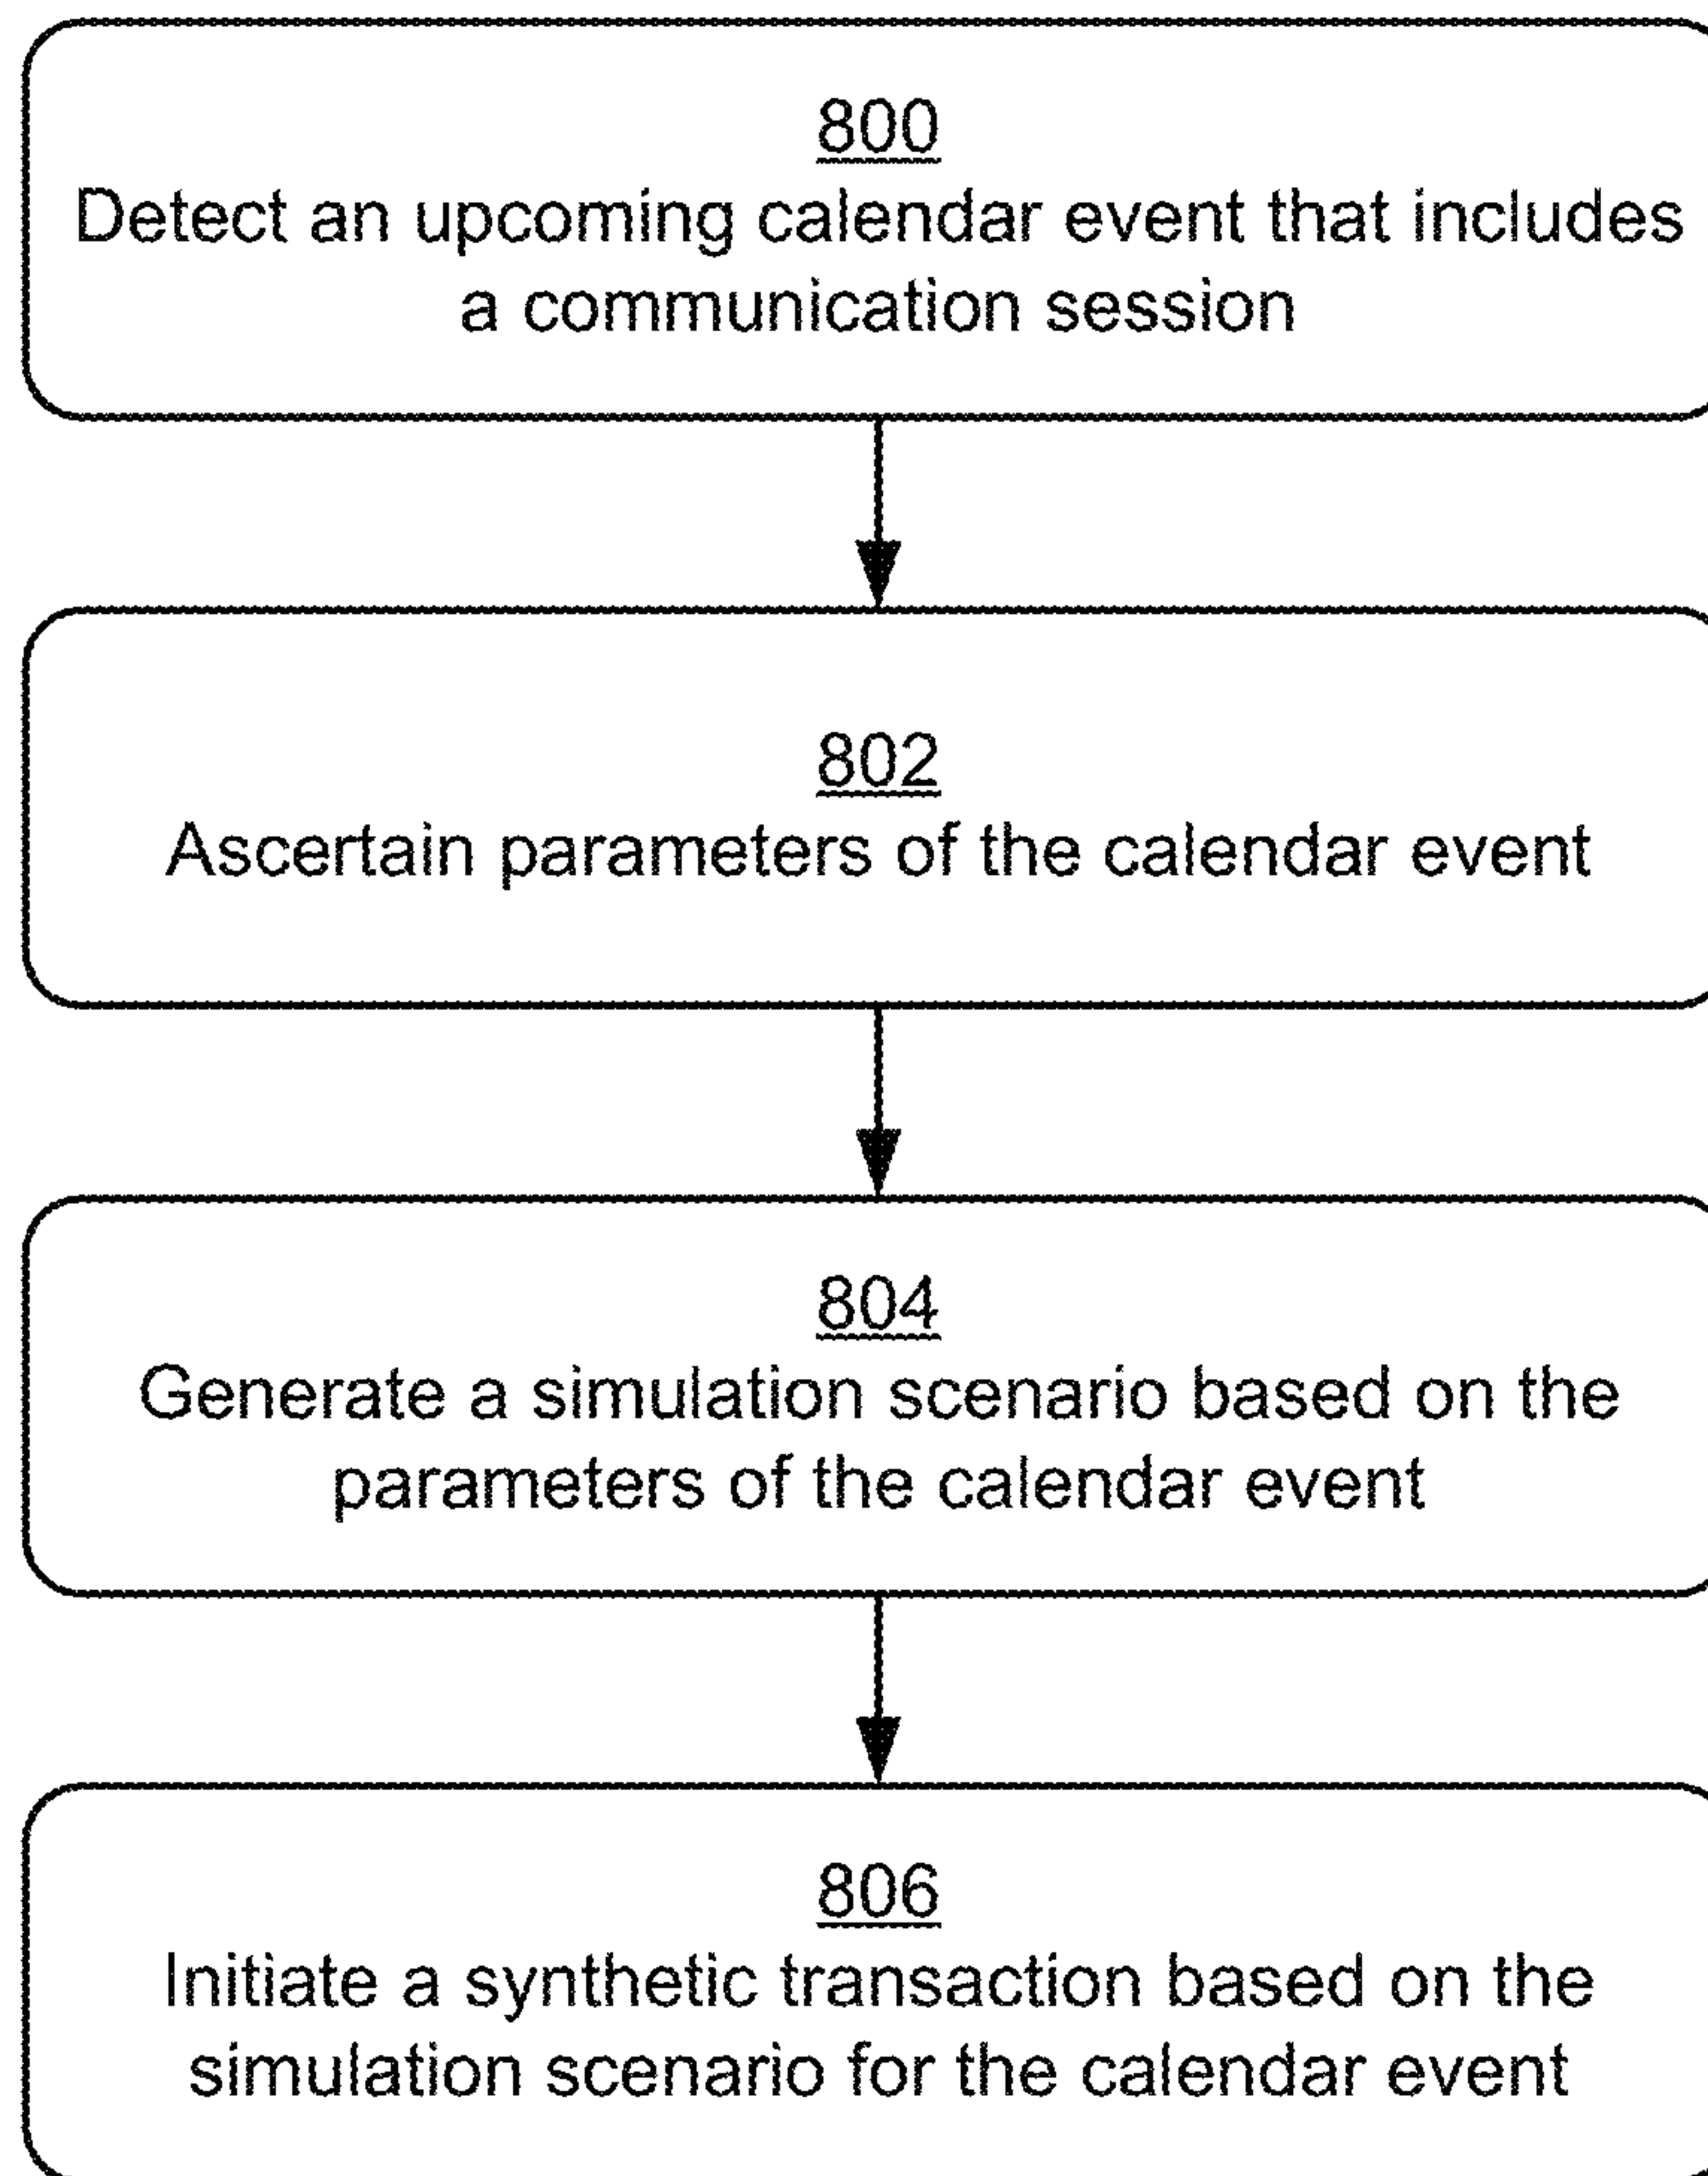 800
Detect an upcoming calendar event that includes
a communication session
802
Ascertain parameters of the calendar event
804
Generate a simulation scenario based on the
parameters of the calendar event
806
Initiate a synthetic transaction based on the
simulation scenario for the calendar event